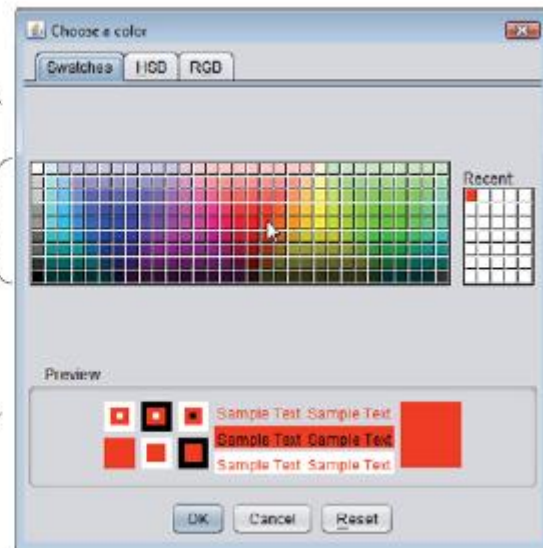 Choose a color
Swatches HSB RGB
Recent
Preview
Sample Text Sample Text
Sample Text Sample Text
Sample Text Sample Text
OK Cancel Reset